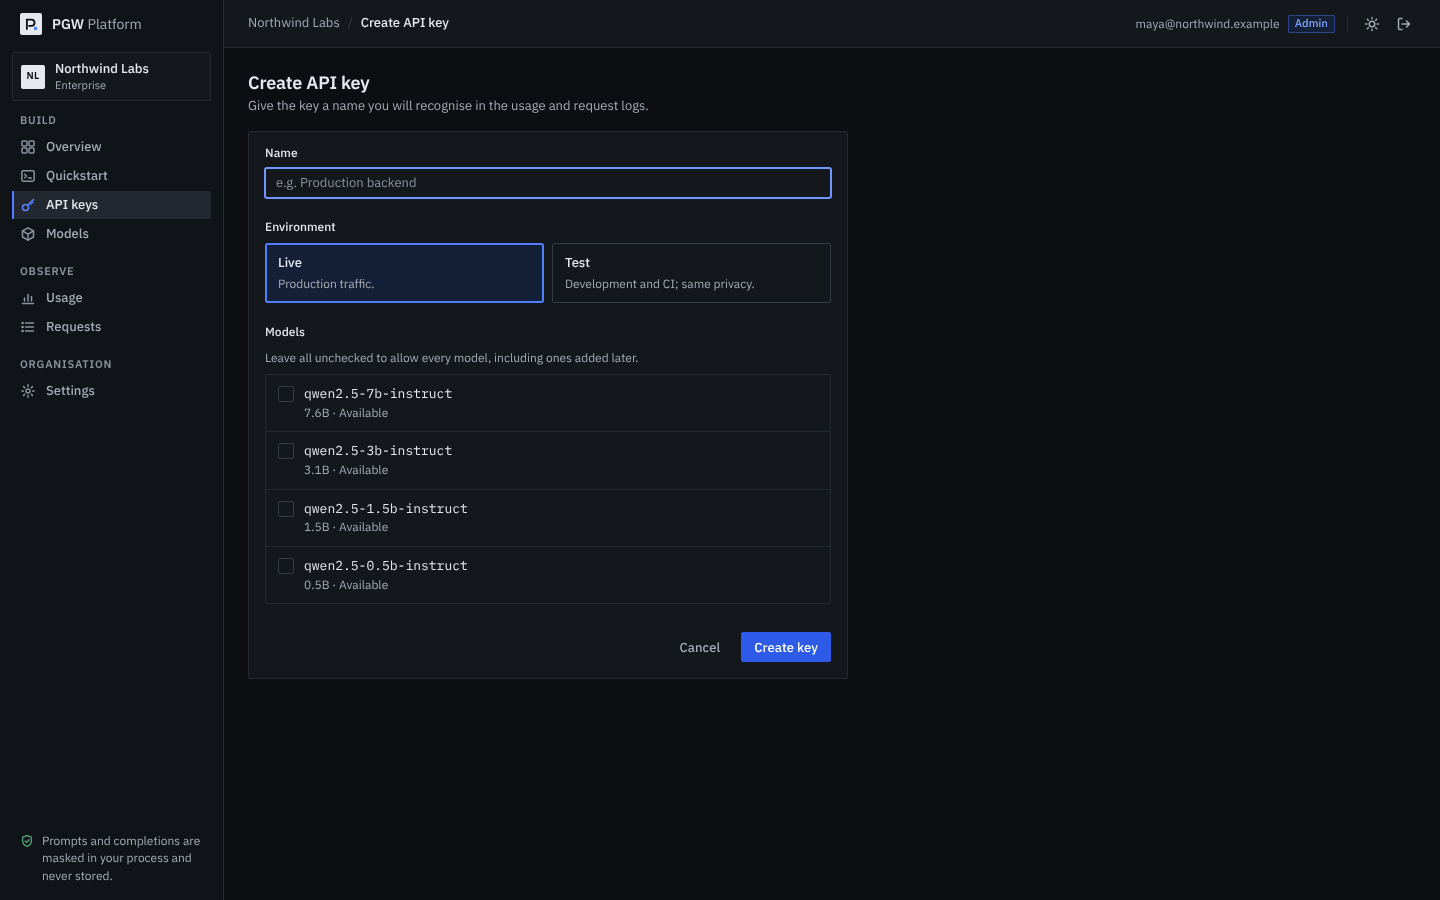 PGW Platform
NL
Northwind Labs
Enterprise
BUILD
Overview
Quickstart
API keys
Models
OBSERVE
Usage
Requests
ORGANISATION
Settings
Prompts and completions are
masked in your process and
never stored.
Northwind Labs / Create API key
maya@northwind.example Admin
Create API key
Give the key a name you will recognise in the usage and request logs.
Name
e.g. Production backend
Environment
Live
Production traffic.
Test
Development and CI; same privacy.
Models
Leave all unchecked to allow every model, including ones added later.
qwen2.5-7b-instruct
7.6B · Available
qwen2.5-3b-instruct
3.1B · Available
qwen2.5-1.5b-instruct
1.5B · Available
qwen2.5-0.5b-instruct
0.5B · Available
Cancel
Create key